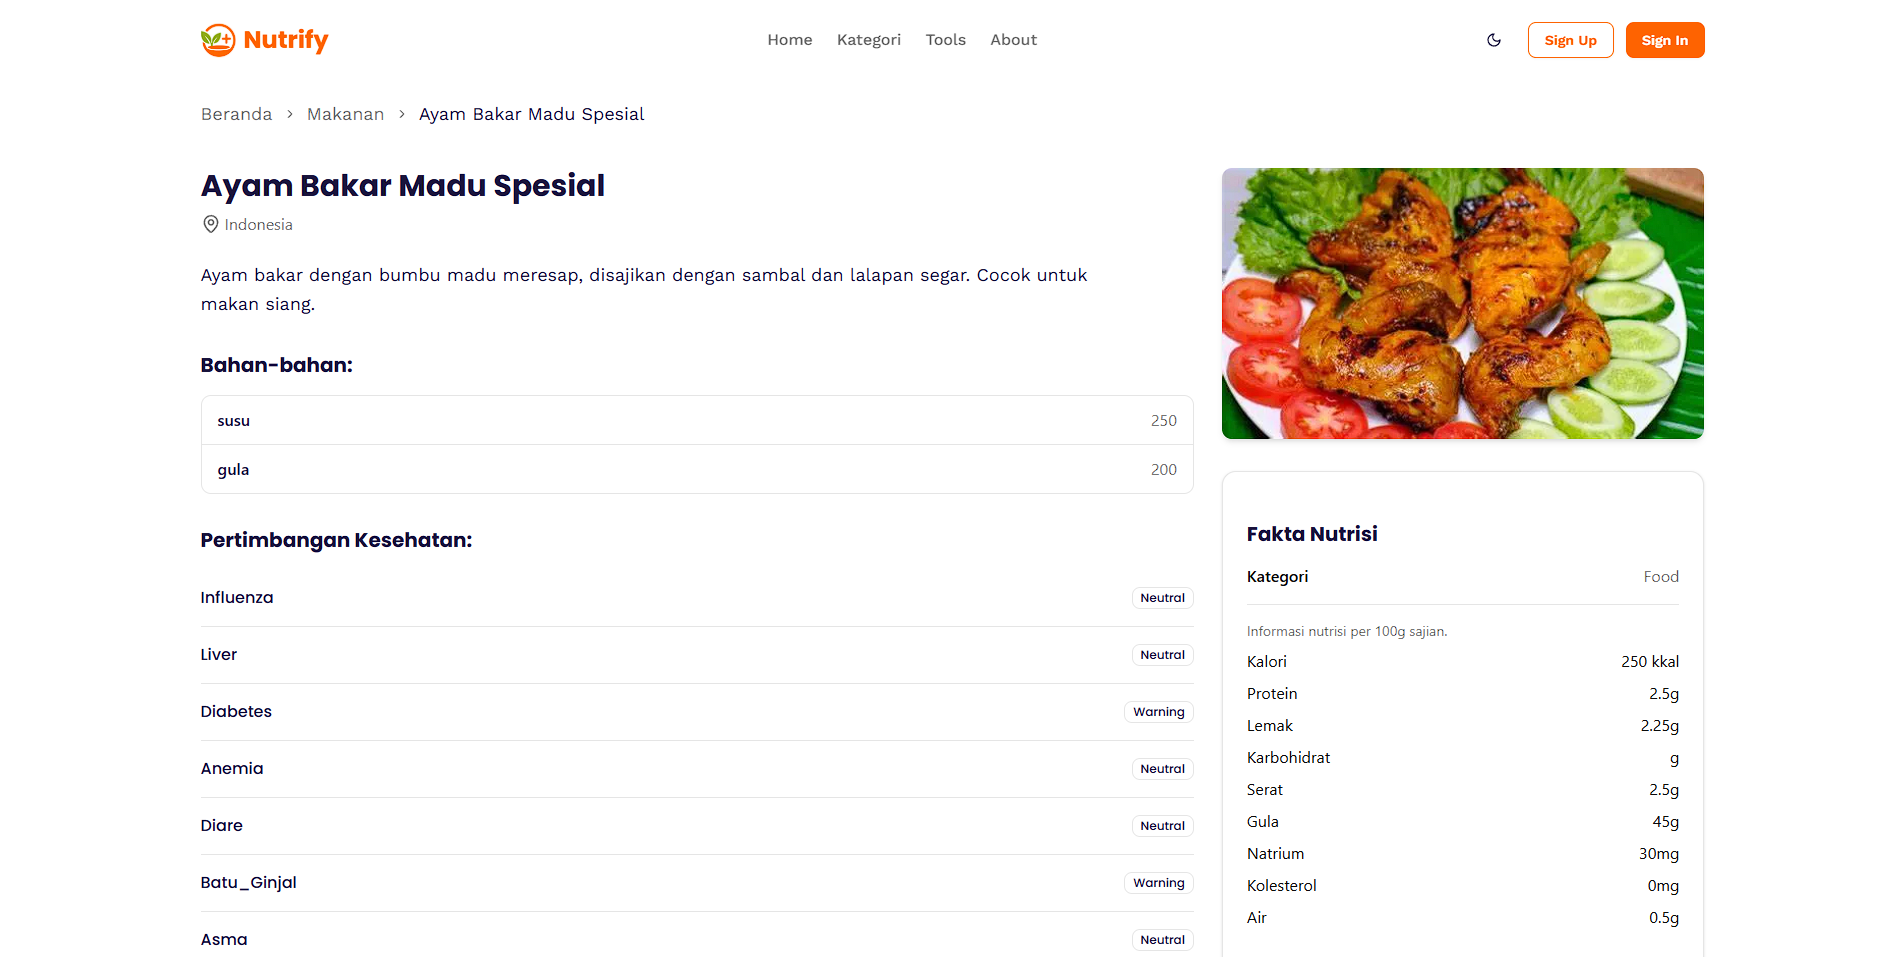 Nutrify
Home Kategori Tools About
Sign Up Sign In
Beranda > Makanan > Ayam Bakar Madu Spesial
Ayam Bakar Madu Spesial
Indonesia
Ayam bakar dengan bumbu madu meresap, disajikan dengan sambal dan lalapan segar. Cocok untuk
makan siang.
Bahan-bahan:
susu 250
gula 200
Pertimbangan Kesehatan:
Influenza Neutral
Liver Neutral
Diabetes Warning
Anemia Neutral
Diare Neutral
Batu_Ginjal Warning
Asma Neutral
Fakta Nutrisi
Kategori Food
Informasi nutrisi per 100g sajian.
Kalori 250 kkal
Protein 2.5g
Lemak 2.25g
Karbohidrat g
Serat 2.5g
Gula 45g
Natrium 30mg
Kolesterol 0mg
Air 0.5g